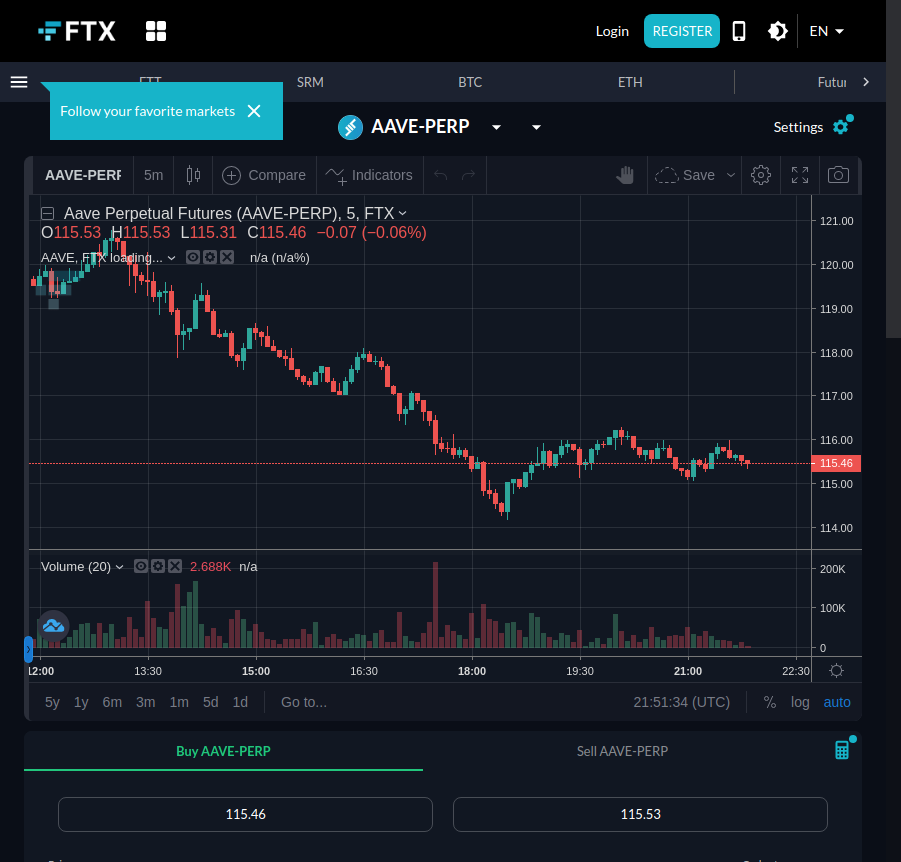 FTX
Login
REGISTER
EN
FTT
SRM
BTC
ETH
Futur
Follow your favorite markets
AAVE-PERP
Settings
AAVE-PERP
5m
Compare
Indicators
Save
Aave Perpetual Futures (AAVE-PERP), 5, FTX
O115.53 H115.53 L115.31 C115.46 −0.07 (−0.06%)
AAVE, FTX loading... n/a (n/a%)
121.00
120.00
119.00
118.00
117.00
116.00
115.46
115.00
114.00
Volume (20) 2.688K n/a
200K
100K
0
12:00 13:30 15:00 16:30 18:00 19:30 21:00 22:30
5y 1y 6m 3m 1m 5d 1d Go to... 21:51:34 (UTC) % log auto
Buy AAVE-PERP
Sell AAVE-PERP
115.46
115.53